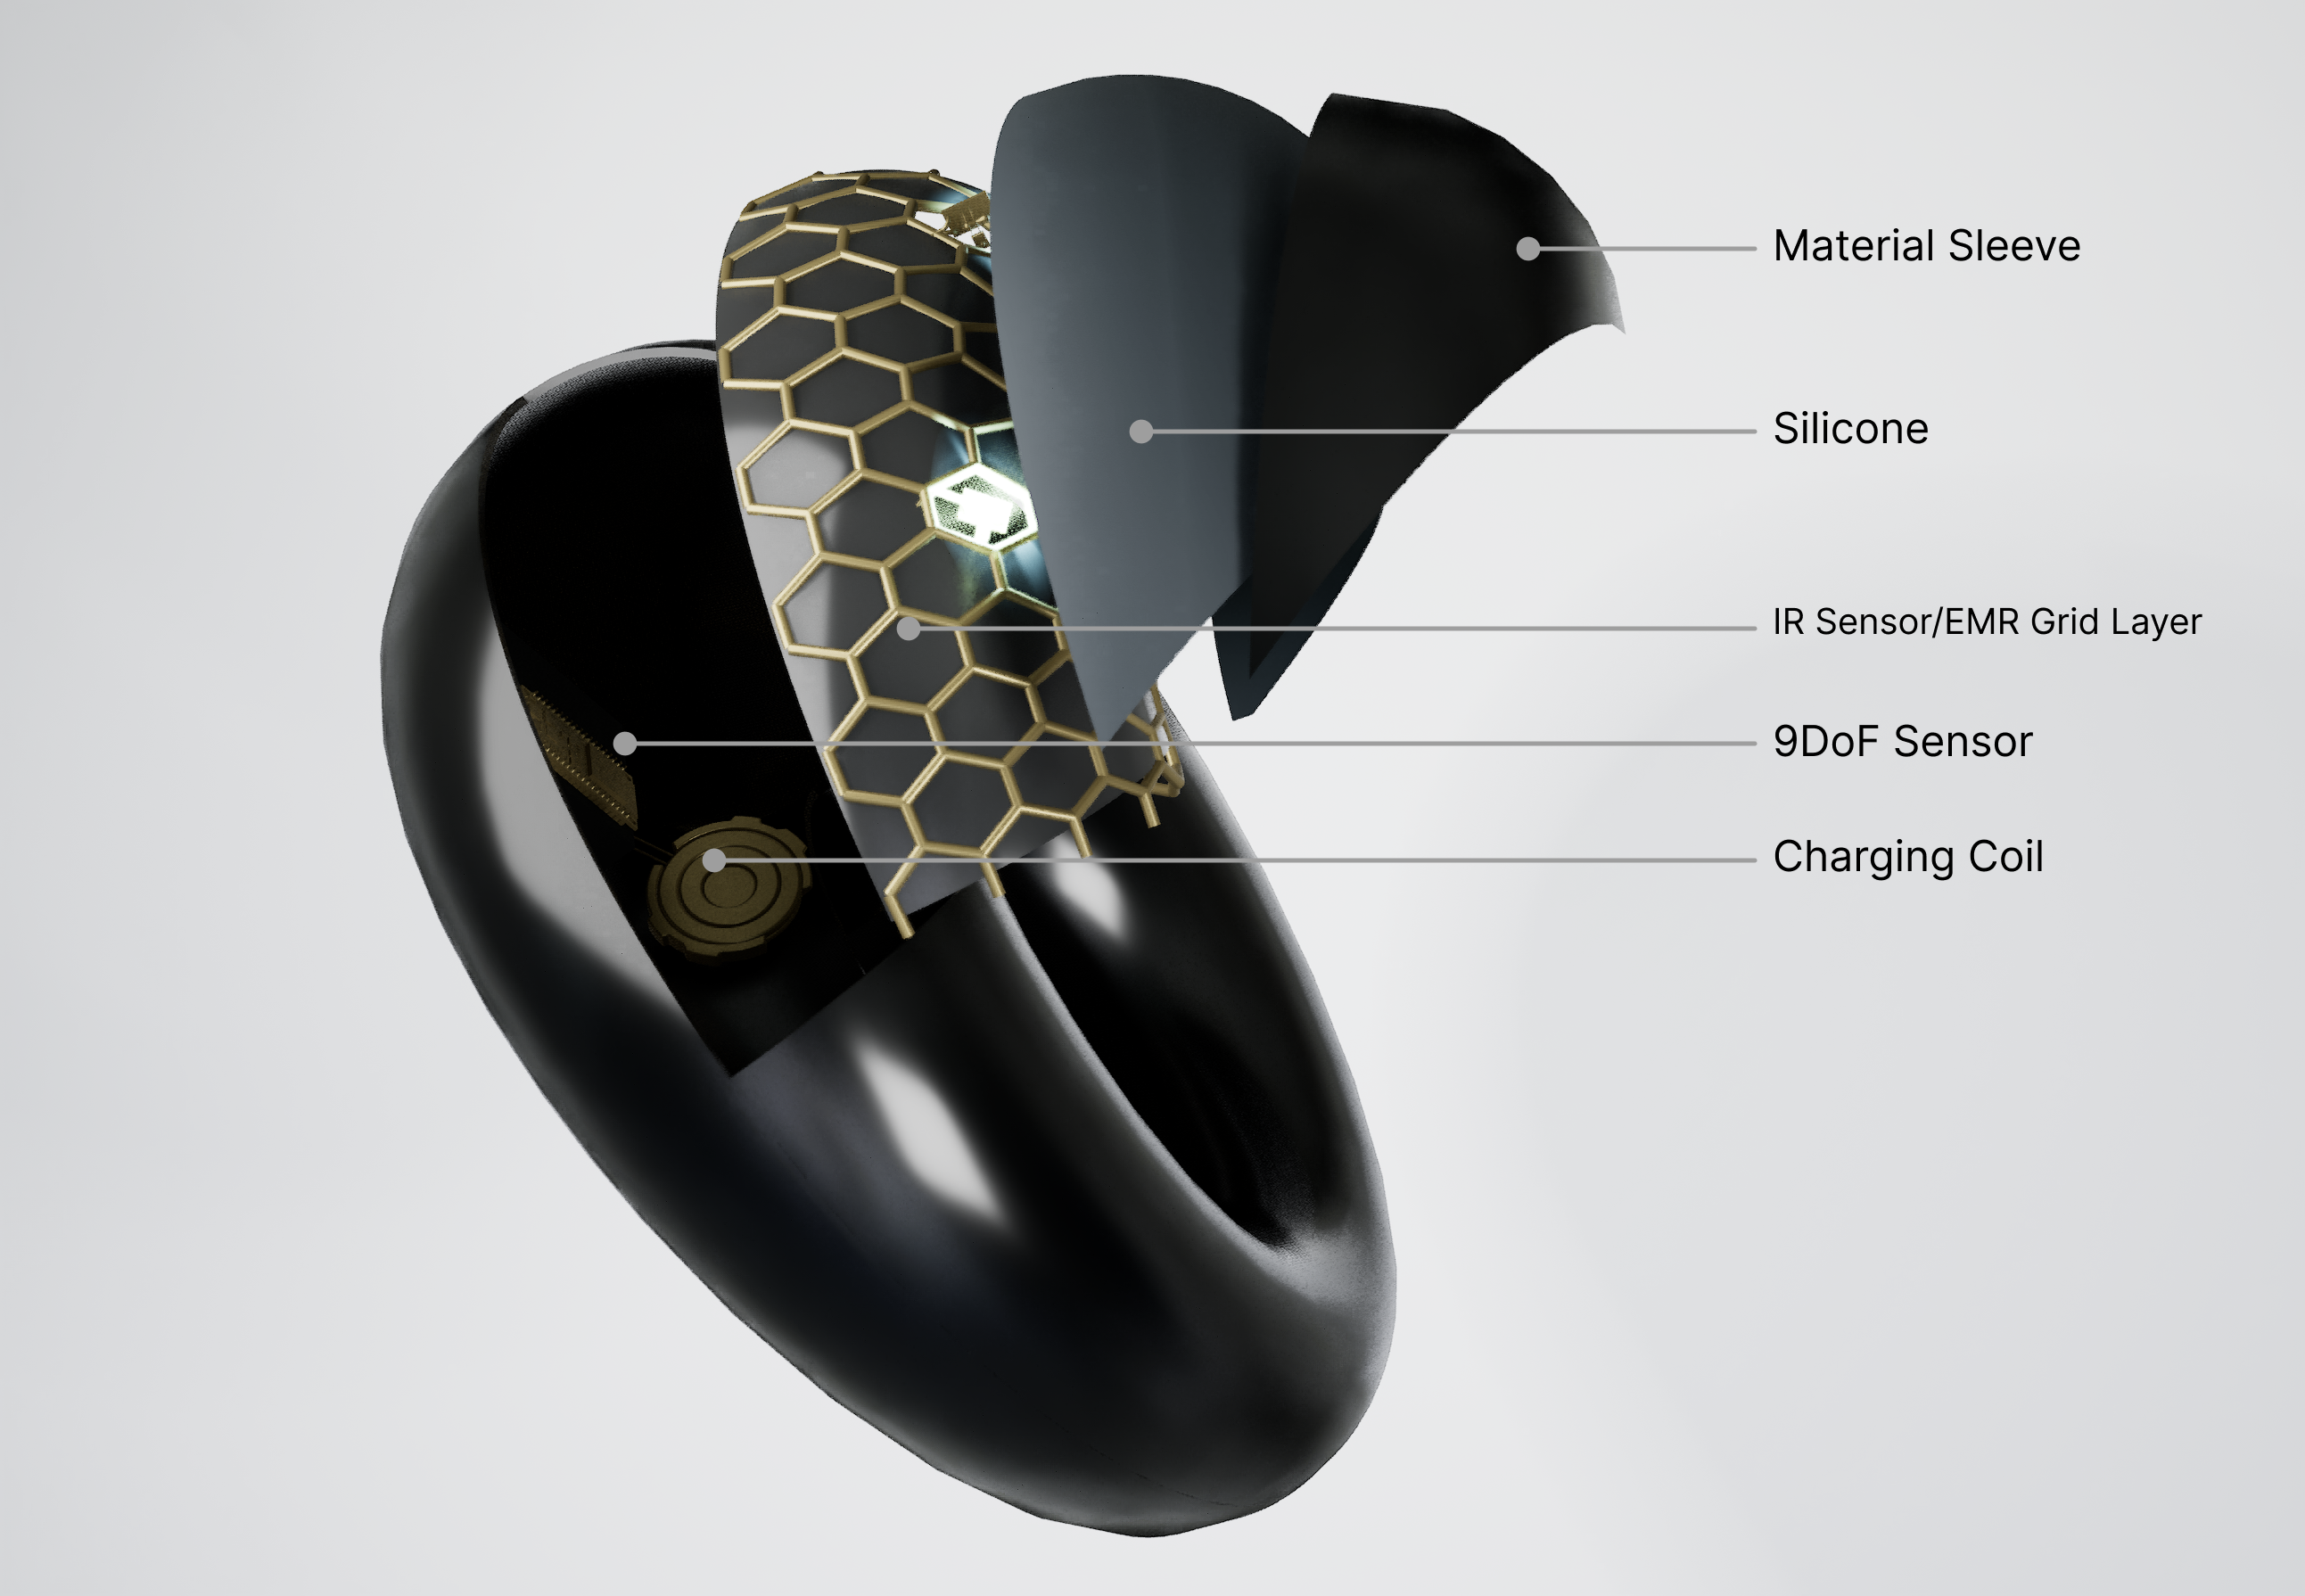 Material Sleeve
Silicone
IR Sensor/EMR Grid Layer
9DoF Sensor
Charging Coil